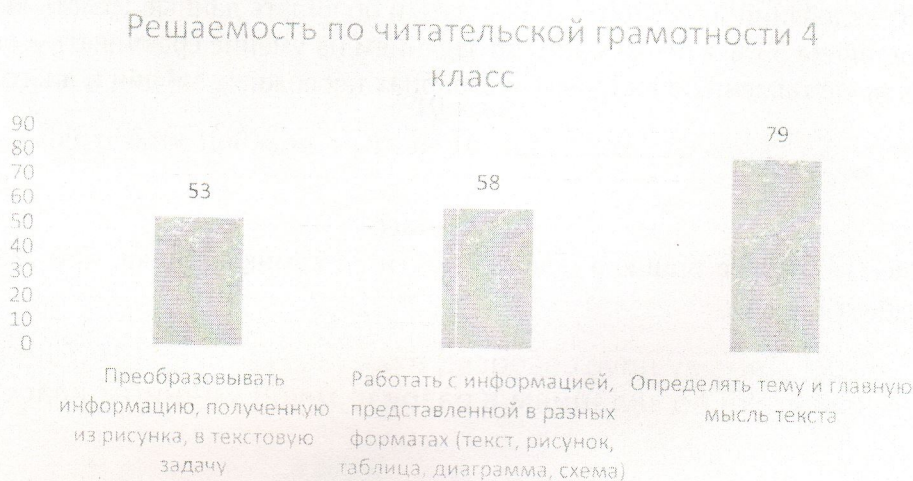 Решаемость по читательской грамотности 4
класс
90
80
70
60
50
40
30
20
10
0
53
58
79
Преобразовывать
информацию, полученную
из рисунка, в текстовую
задачу
Работать с информацией,
представленной в разных
форматах (текст, рисунок,
таблица, диаграмма, схема)
Определять тему и главную
мысль текста